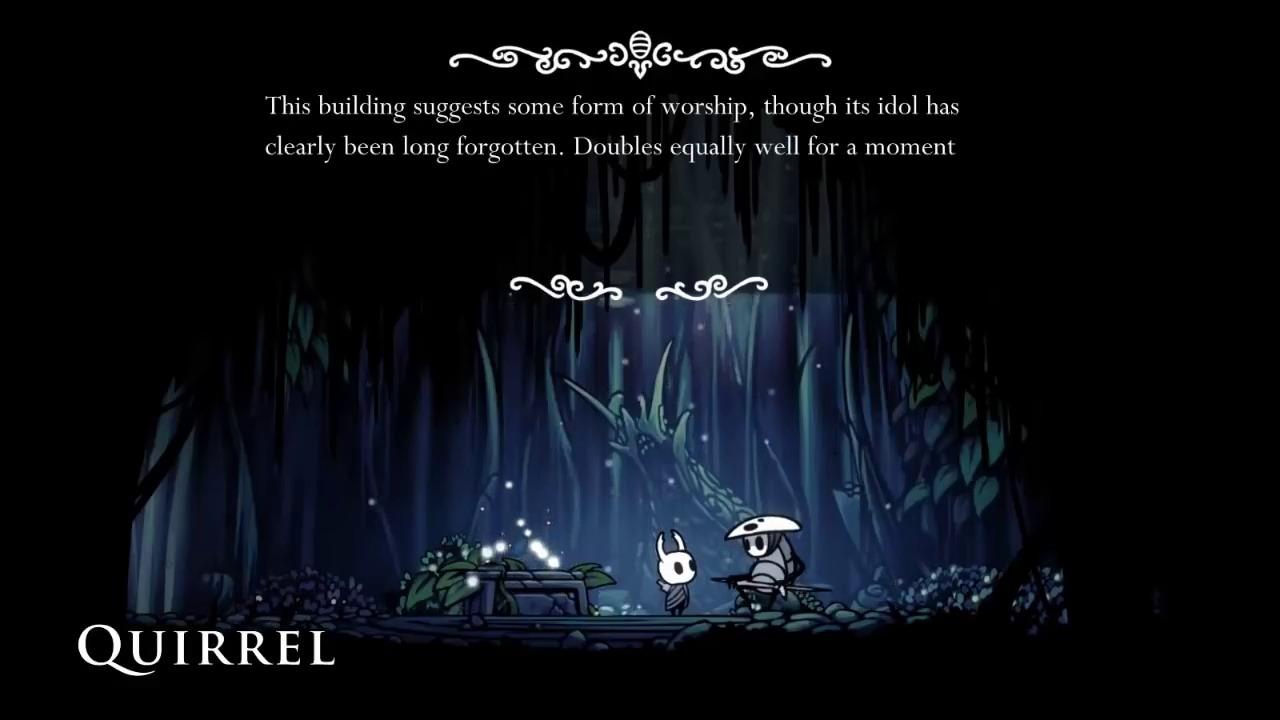 This building suggests some form of worship, though its idol has
clearly been long forgotten. Doubles equally well for a moment
QUIRREL